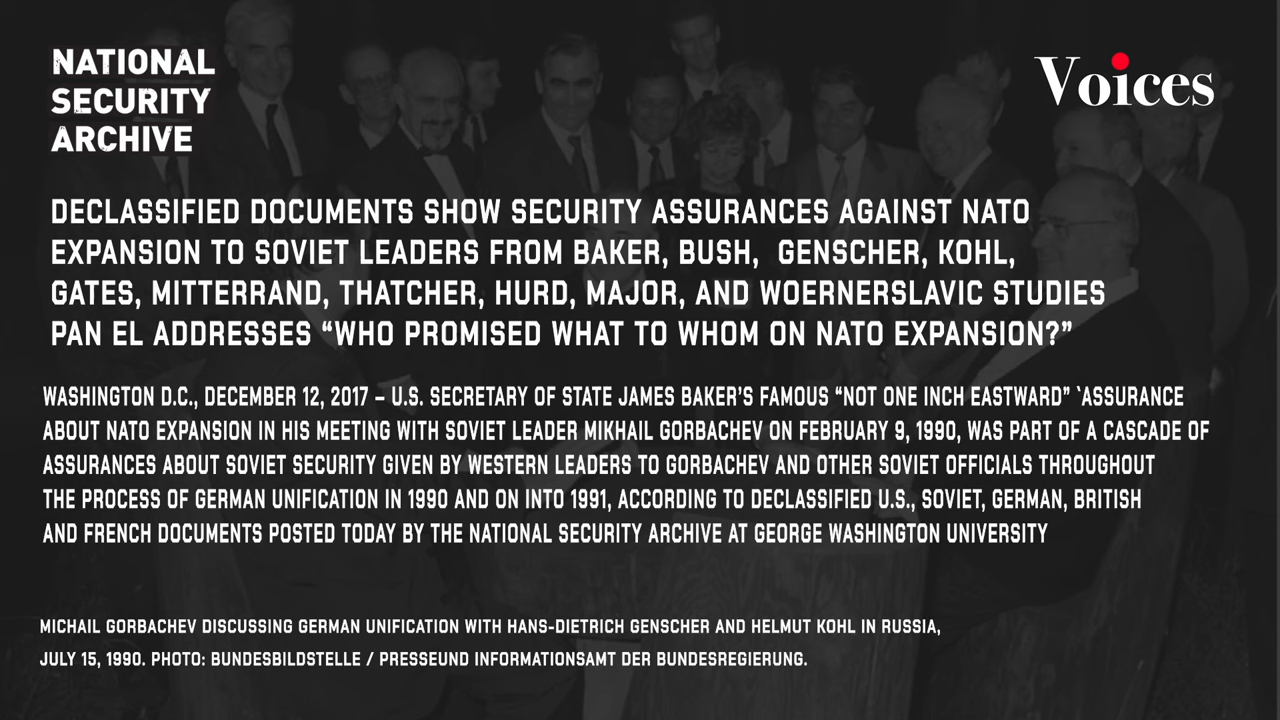 NATIONAL
SECURITY
ARCHIVE
Voices
DECLASSIFIED DOCUMENTS SHOW SECURITY ASSURANCES AGAINST NATO
EXPANSION TO SOVIET LEADERS FROM BAKER, BUSH, GENSCHER, KOHL,
GATES, MITTERRAND, THATCHER, HURD, MAJOR, AND WOERNERSLAVIC STUDIES
PAN EL ADDRESSES “WHO PROMISED WHAT TO WHOM ON NATO EXPANSION?”
WASHINGTON D.C., DECEMBER 12, 2017 – U.S. SECRETARY OF STATE JAMES BAKER’S FAMOUS “NOT ONE INCH EASTWARD” `ASSURANCE
ABOUT NATO EXPANSION IN HIS MEETING WITH SOVIET LEADER MIKHAIL GORBACHEV ON FEBRUARY 9, 1990, WAS PART OF A CASCADE OF
ASSURANCES ABOUT SOVIET SECURITY GIVEN BY WESTERN LEADERS TO GORBACHEV AND OTHER SOVIET OFFICIALS THROUGHOUT
THE PROCESS OF GERMAN UNIFICATION IN 1990 AND ON INTO 1991, ACCORDING TO DECLASSIFIED U.S., SOVIET, GERMAN, BRITISH
AND FRENCH DOCUMENTS POSTED TODAY BY THE NATIONAL SECURITY ARCHIVE AT GEORGE WASHINGTON UNIVERSITY
MICHAIL GORBACHEV DISCUSSING GERMAN UNIFICATION WITH HANS-DIETRICH GENSCHER AND HELMUT KOHL IN RUSSIA,
JULY 15, 1990. PHOTO: BUNDESBILDSTELLE / PRESSEUND INFORMATIONSAMT DER BUNDESREGIERUNG.